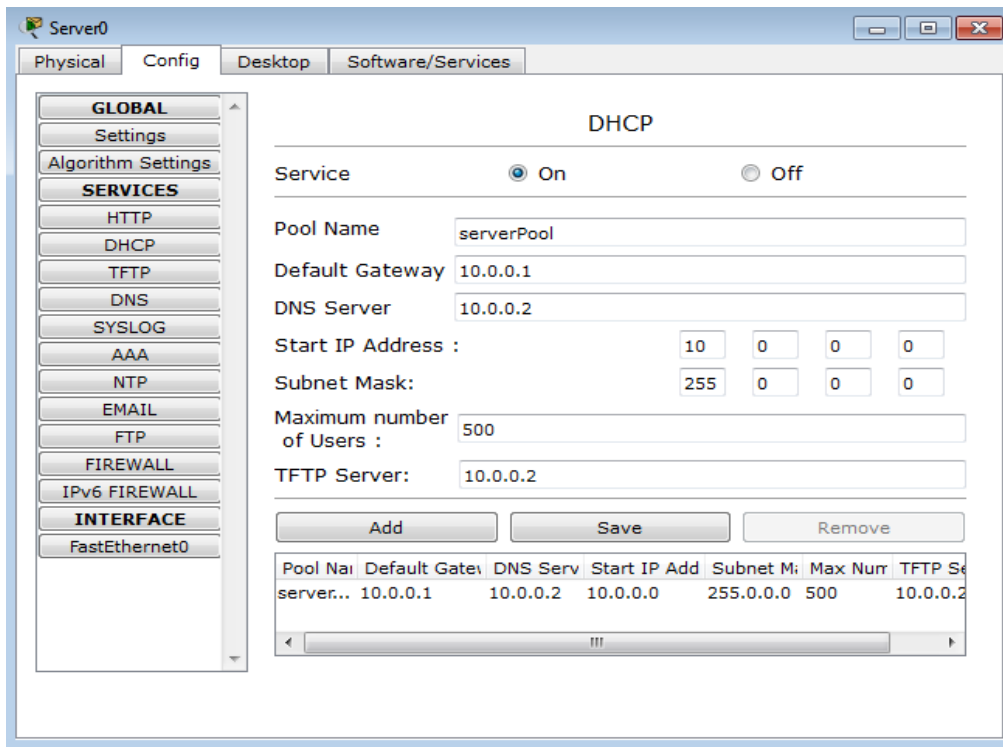 Server0
Physical Config Desktop Software/Services
GLOBAL
Settings
Algorithm Settings
SERVICES
HTTP
DHCP
TFTP
DNS
SYSLOG
AAA
NTP
EMAIL
FTP
FIREWALL
IPv6 FIREWALL
INTERFACE
FastEthernet0
DHCP
Service On Off
Pool Name serverPool
Default Gateway 10.0.0.1
DNS Server 10.0.0.2
Start IP Address : 10 0 0 0
Subnet Mask: 255 0 0 0
Maximum number
of Users : 500
TFTP Server: 10.0.0.2
Add Save Remove
Pool Nai Default Gatev DNS Serv Start IP Add Subnet M Max Num TFTP Se
server... 10.0.0.1 10.0.0.2 10.0.0.0 255.0.0.0 500 10.0.0.2